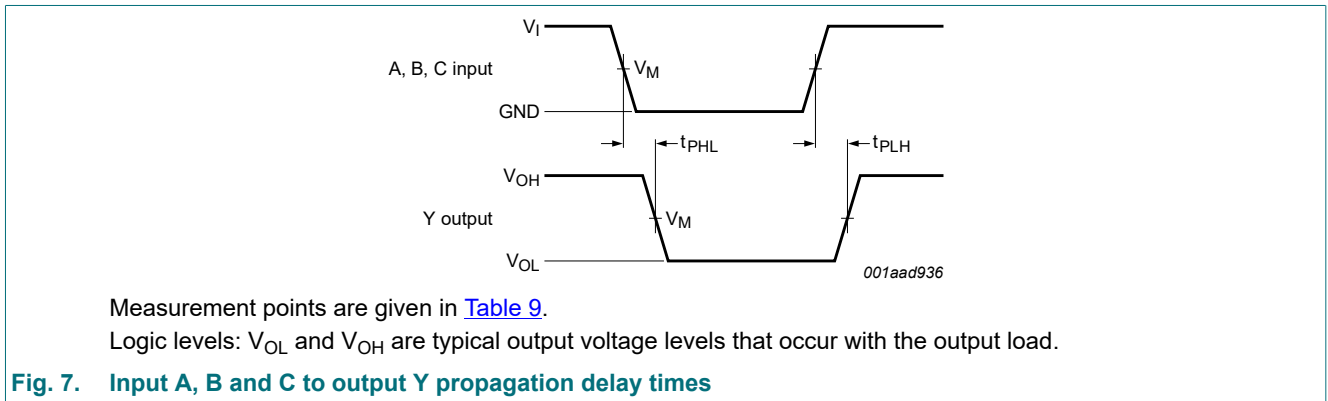 VI
A, B, C input
VM
GND
tPHL
tPLH
VOH
Y output
VM
VOL
001aad936
Measurement points are given in Table 9.
Logic levels: VOL and VOH are typical output voltage levels that occur with the output load.
Fig. 7. Input A, B and C to output Y propagation delay times